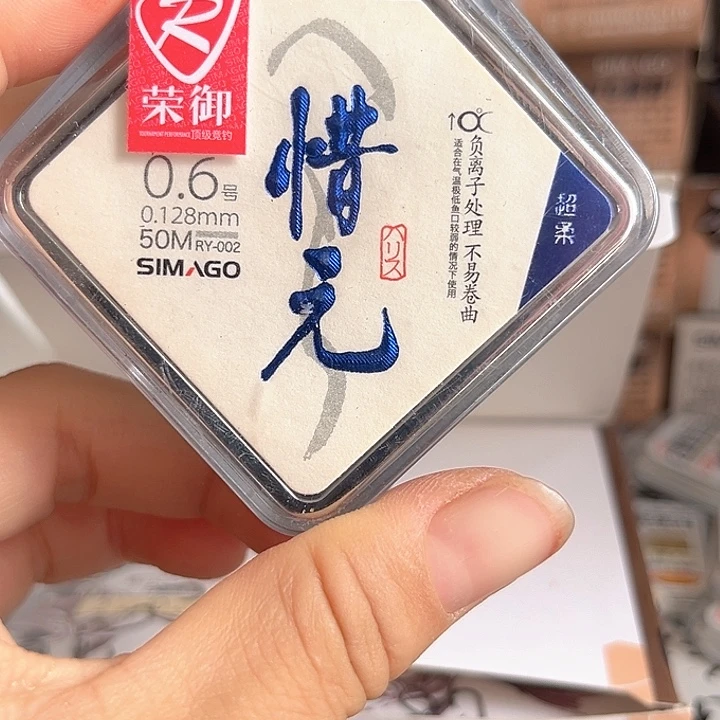 R
荣御
TOURNAMENT PERFORMANCE 顶级竞钓
0.6号
0.128mm
50M RY-002
SIMAGO
惜元
ハリス
负离子处理 不易卷曲
适合在气温极低鱼口较弱的情况下使用
超柔